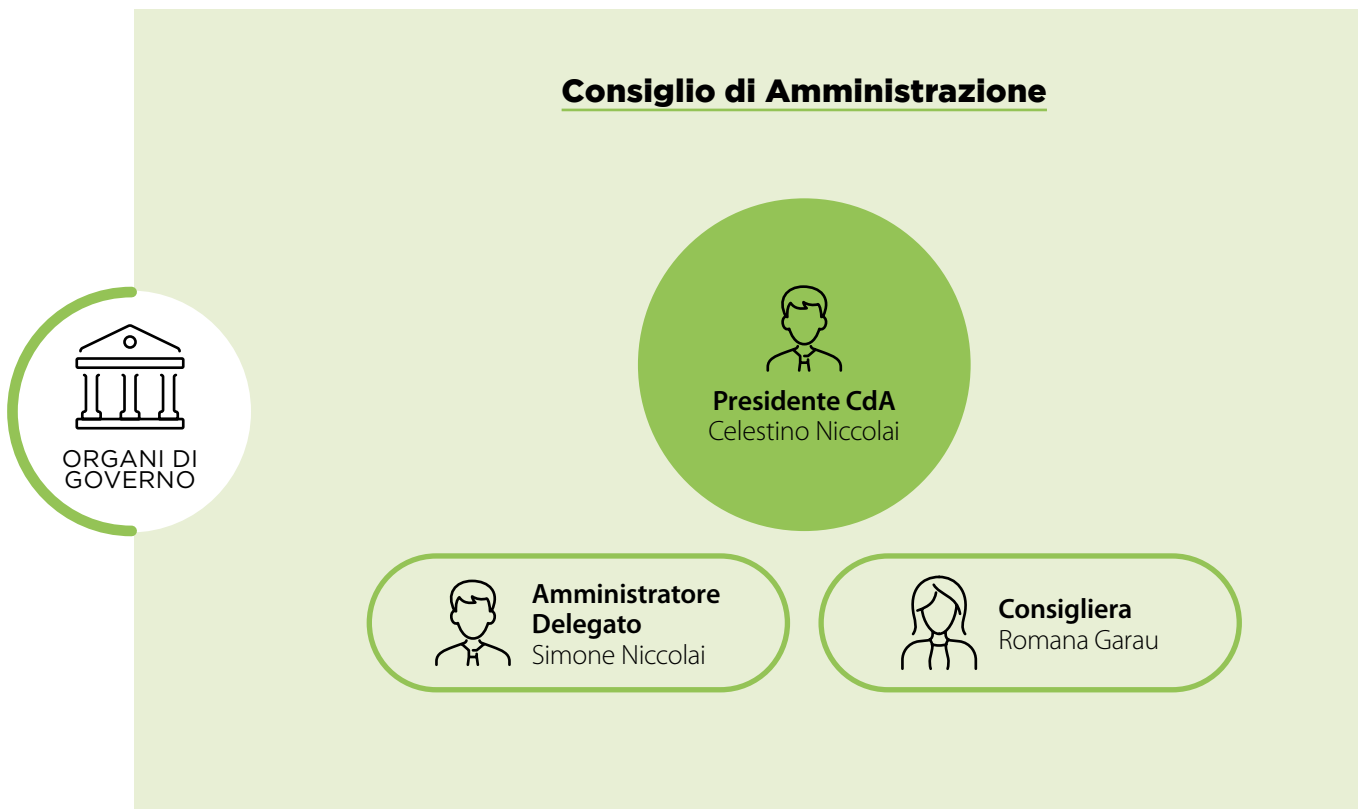 Consiglio di Amministrazione
ORGANI DI
GOVERNO
Presidente CdA
Celestino Niccolai
Amministratore
Delegato
Simone Niccolai
Consigliera
Romana Garau